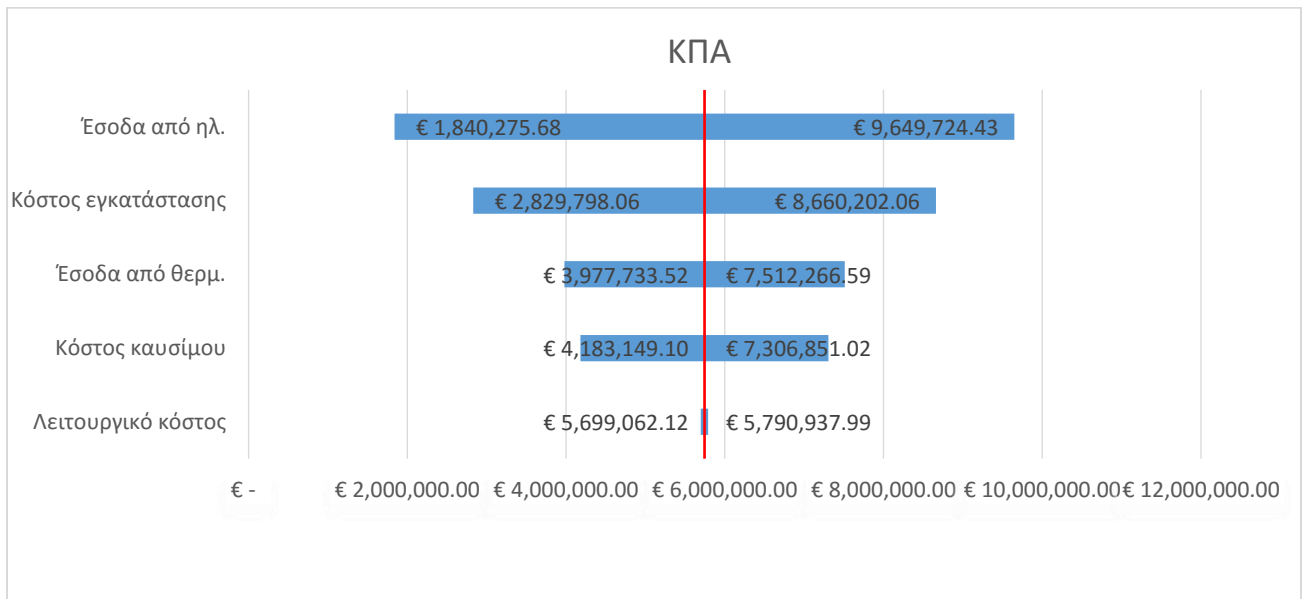 ΚΠΑ
Έσοδα από ηλ.
€ 1,840,275.68
€ 9,649,724.43
Κόστος εγκατάστασης
€ 2,829,798.06
€ 8,660,202.06
Έσοδα από θερμ.
€ 3,977,733.52
€ 7,512,266.59
Κόστος καυσίμου
€ 4,183,149.10
€ 7,306,851.02
Λειτουργικό κόστος
€ 5,699,062.12
€ 5,790,937.99
€ -
€ 2,000,000.00
€ 4,000,000.00
€ 6,000,000.00
€ 8,000,000.00
€ 10,000,000.00
€ 12,000,000.00